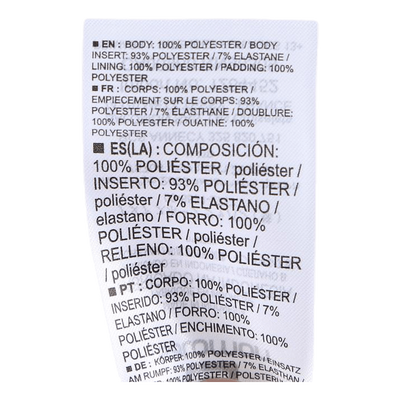 EN : BODY: 100% POLYESTER / BODY
INSERT: 93% POLYESTER / 7% ELASTANE /
LINING: 100% POLYESTER / PADDING: 100%
POLYESTER
FR : CORPS: 100% POLYESTER /
EMPIECEMENT SUR LE CORPS: 93%
POLYESTER / 7% ÉLASTHANE / DOUBLURE:
100% POLYESTER / OUATINE: 100%
POLYESTER
ES(LA) : COMPOSICIÓN:
100% POLIÉSTER / poliéster /
INSERTO: 93% POLIÉSTER /
poliéster / 7% ELASTANO /
elastano / FORRO: 100%
POLIÉSTER / poliéster /
RELLENO: 100% POLIÉSTER
/ poliéster
PT : CORPO: 100% POLIÉSTER /
INSERIDO: 93% POLIÉSTER / 7%
ELASTANO / FORRO: 100%
POLIÉSTER / ENCHIMENTO: 100%
POLIÉSTER
DE : KÖRPER: 100% POLYESTER / EINSATZ
AM RUMPF: 93% POLYESTER / 7% ELASTHAN /
100% POLYESTER / POLSTERUNG